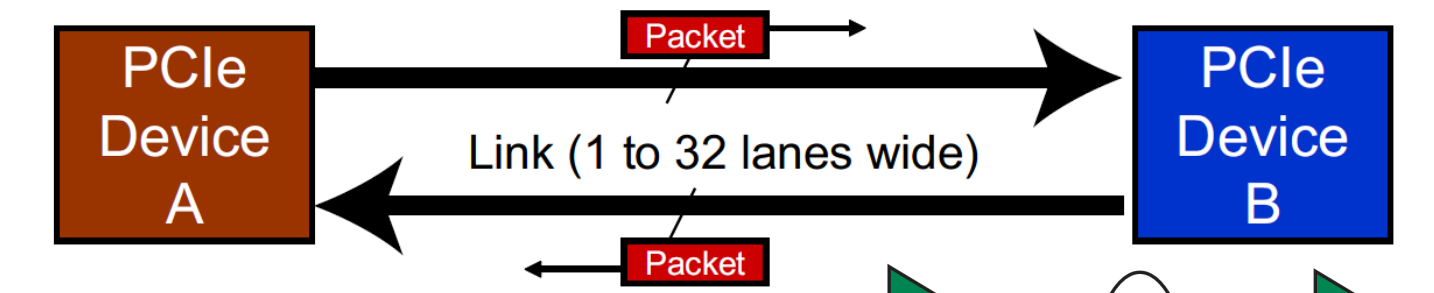 Packet
PCIe
Device
A
Link (1 to 32 lanes wide)
PCIe
Device
B
Packet